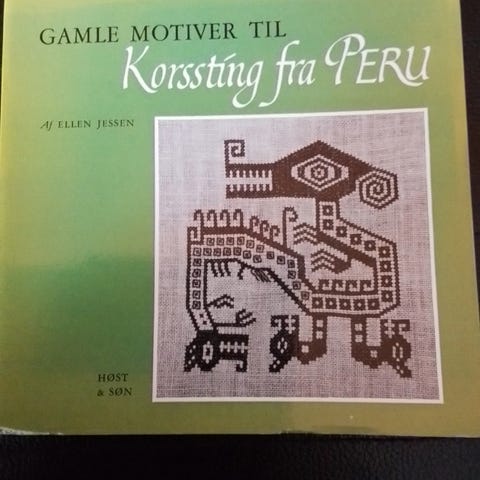 GAMLE MOTIVER TIL
Korssting fra PERU
Af ELLEN JESSEN
HØST
& SØN